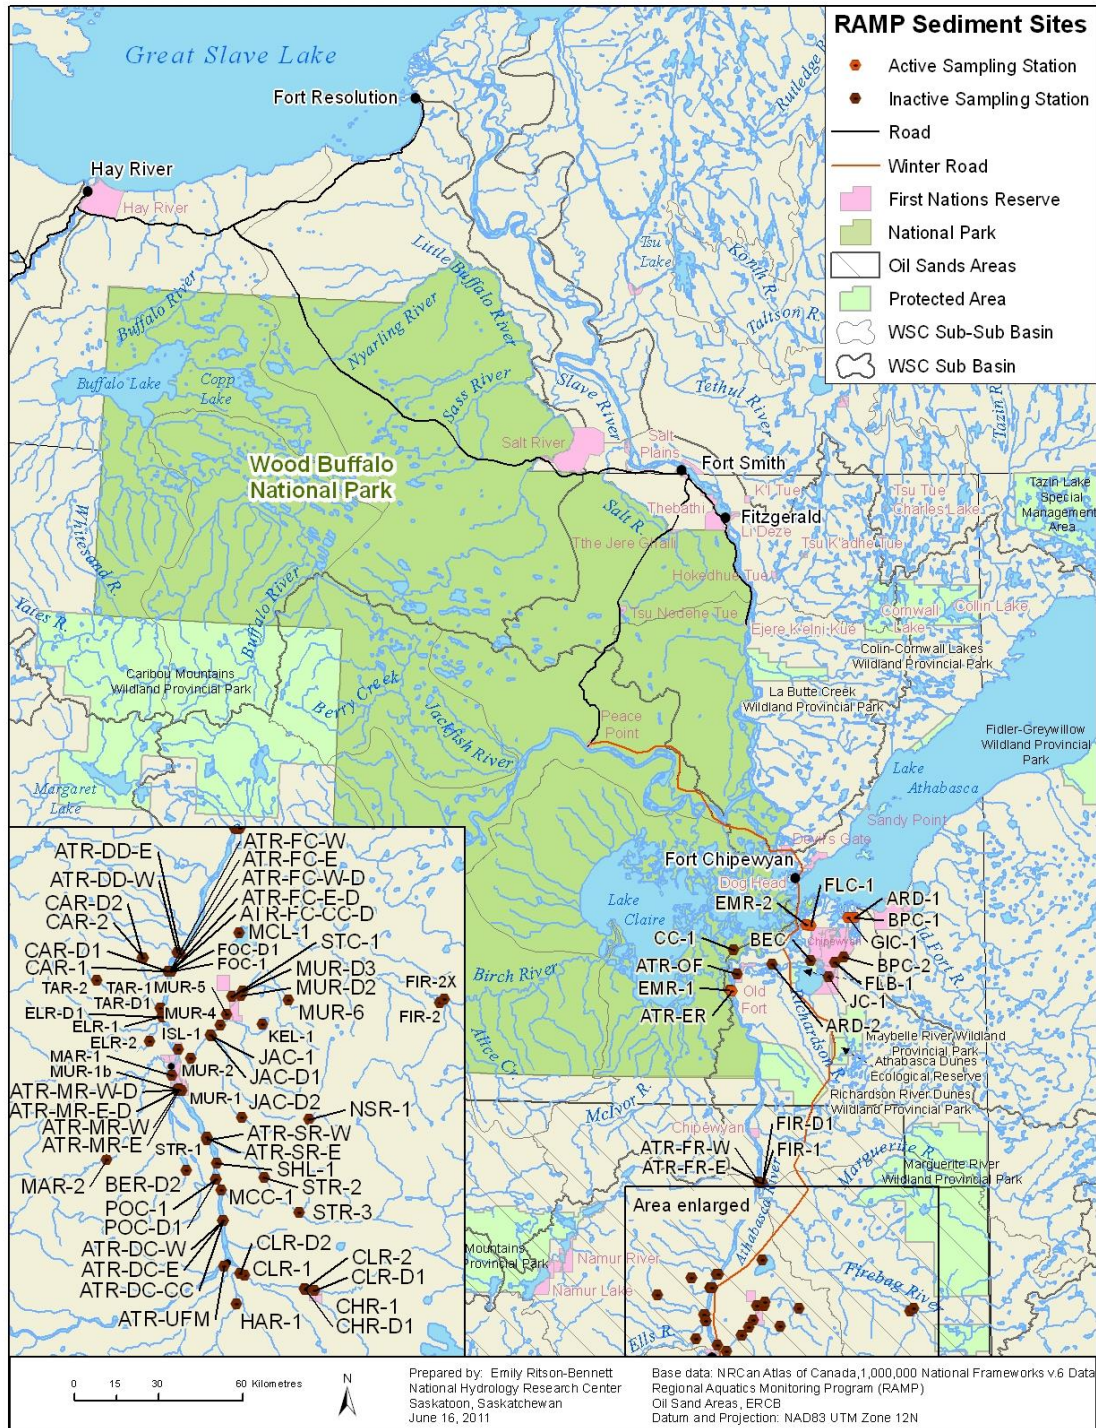 RAMP Sediment Sites
Active Sampling Station
Inactive Sampling Station
Road
Winter Road
First Nations Reserve
National Park
Oil Sands Areas
Protected Area
WSC Sub-Sub Basin
WSC Sub Basin
Great Slave Lake
Fort Resolution
Hay River
Hay River
Rutledge R.
Tsu
Lake
Konth R.
Taltson R.
Little Buffalo River
Buffalo River
Nyarling River
Buffalo Lake
Copp
Lake
Sass River
Slave River
Tethul River
Tazin R.
Salt River
Salt
Plains
Fort Smith
Wood Buffalo
National Park
K'I Tue
Thebathi
Fitzgerald
Li Deze
Tsu Tue
Charles Lake
Tazin Lake
Special
Management
Area
Whitesand R.
Salt R.
Tthe Jere Ghaili
Tsu K'adhe Tue
Hokedhue Tue
Buffalo River
Tsu Nedehe Tue
Cornwall
Lake
Collin Lake
Yates R.
Ejere K'elni Kue
Colin-Cornwall Lakes
Wildland Provincial Park
Caribou Mountains
Wildland Provincial Park
Berry Creek
La Butte Creek
Wildland Provincial Park
Jackfish River
Peace
Point
Fidler-Greywillow
Wildland Provincial
Park
Margaret
Lake
Lake
Athabasca
Sandy Point
Devil's Gate
Fort Chipewyan
Dog Head
FLC-1
EMR-2
ARD-1
BPC-1
Lake
Claire
Chipewyan
GIC-1
Old Fort R.
CC-1
BEC
BPC-2
ATR-OF
FLB-1
Birch River
EMR-1
Old
Fort
JC-1
ATR-ER
Richardson R.
ARD-2
Maybelle River Wildland
Provincial Park
Athabasca Dunes
Ecological Reserve
Alice Cr.
Richardson River Dunes
Wildland Provincial Park
McIvor R.
Chipewyan
FIR-D1
ATR-FR-W
FIR-1
ATR-FR-E
Marguerite R.
Marguerite River
Wildland Provincial Park
Area enlarged
Athabasca River
Mountains
Provincial Park
Namur River
Namur Lake
Firebag River
Ells R.
ATR-FC-W
ATR-DD-E
ATR-FC-E
ATR-DD-W
ATR-FC-W-D
CAR-D2
ATR-FC-E-D
CAR-2
ATR-FC-CC-D
MCL-1
CAR-D1
FOC-D1
STC-1
CAR-1
FOC-1
MUR-D3
TAR-2
TAR-1
MUR-5
MUR-D2
FIR-2X
TAR-D1
FIR-2
ELR-D1
MUR-4
MUR-6
ELR-1
ISL-1
KEL-1
ELR-2
JAC-1
MAR-1
MUR-2
MUR-1b
JAC-D1
ATR-MR-W-D
MUR-1
ATR-MR-E-D
JAC-D2
NSR-1
ATR-MR-W
ATR-MR-E
ATR-SR-W
STR-1
ATR-SR-E
MAR-2
SHL-1
BER-D2
STR-2
POC-1
MCC-1
POC-D1
STR-3
ATR-DC-W
CLR-D2
ATR-DC-E
CLR-1
CLR-2
ATR-DC-CC
CLR-D1
ATR-UFM
HAR-1
CHR-1
CHR-D1
0 15 30 60 Kilometres
N
Prepared by: Emily Ritson-Bennett
National Hydrology Research Center
Saskatoon, Saskatchewan
June 16, 2011
Base data: NRCan Atlas of Canada,1,000,000 National Frameworks v.6 Data
Regional Aquatics Monitoring Program (RAMP)
Oil Sand Areas, ERCB
Datum and Projection: NAD83 UTM Zone 12N